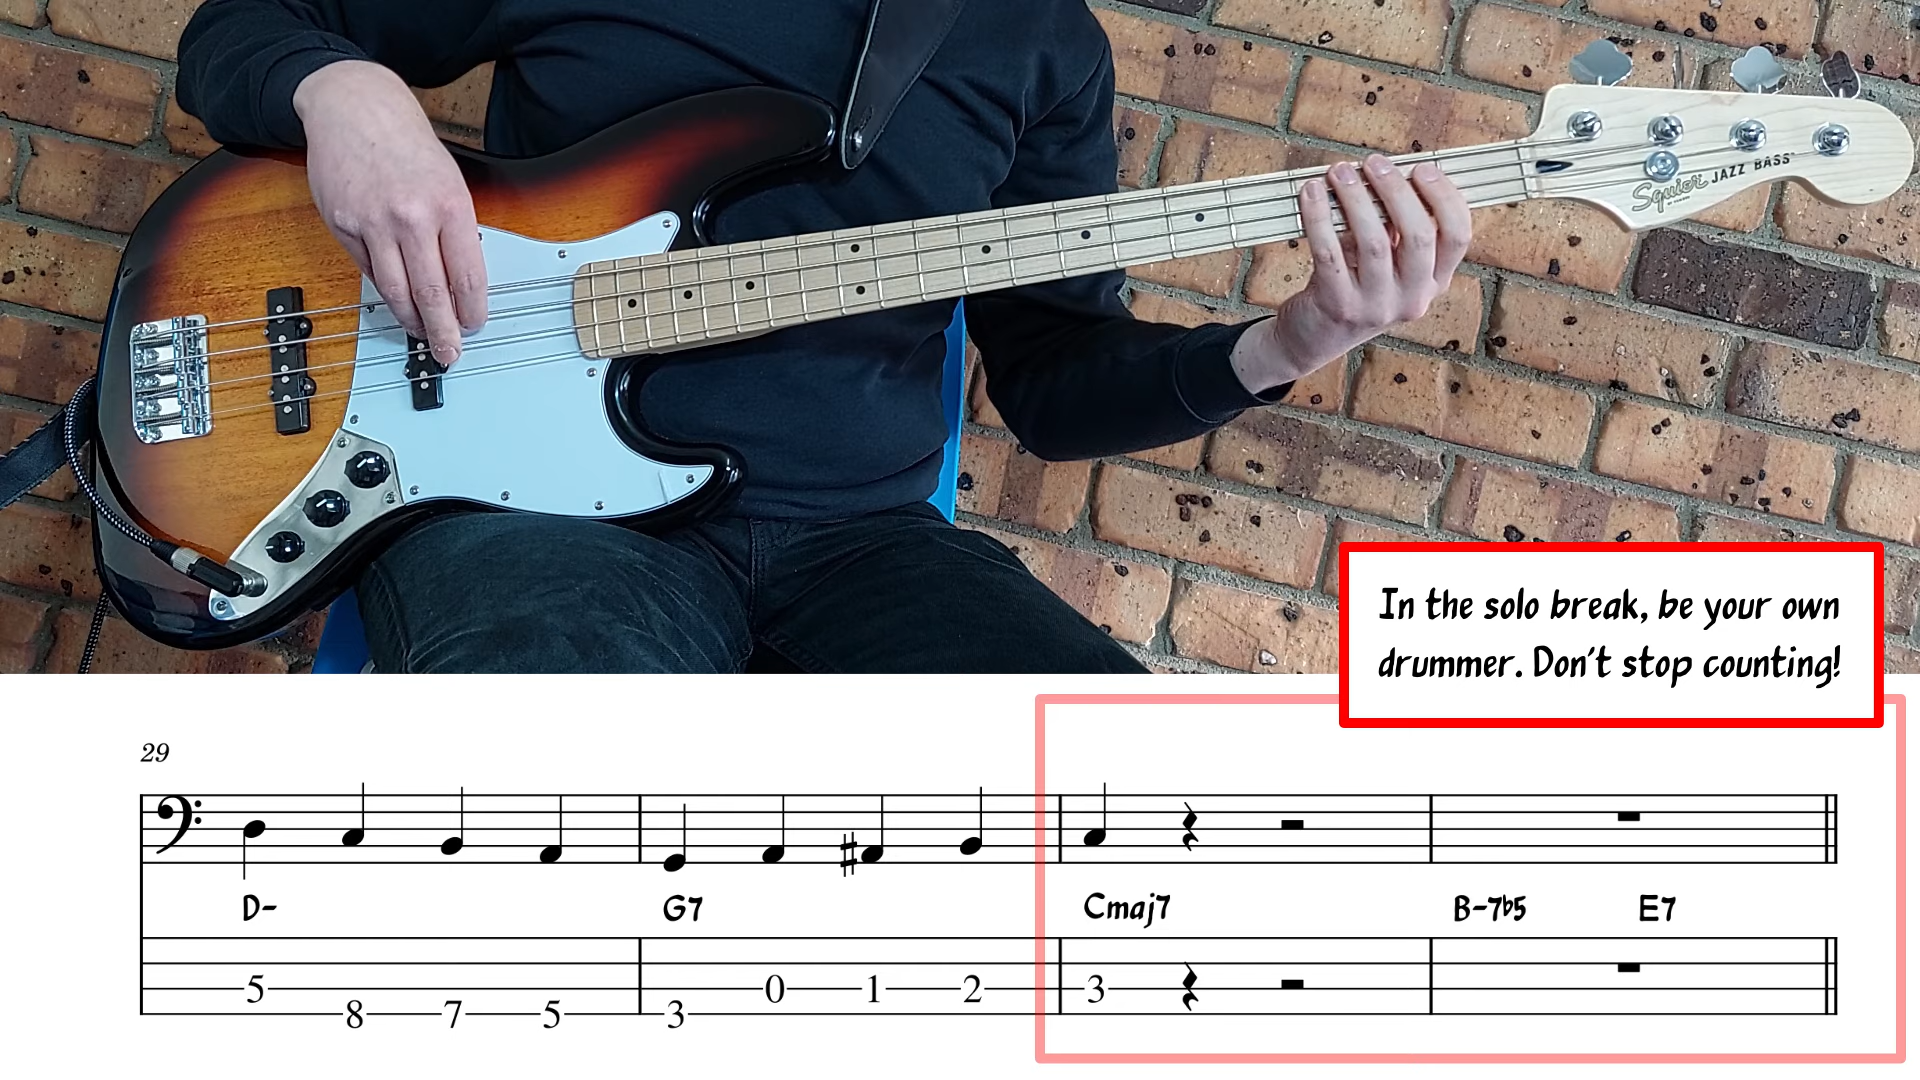 Squier JAZZ BASS
In the solo break, be your own
drummer. Don't stop counting!
29
D- G7 Cmaj7 B-7♭5 E7
5 8 7 5 3 0 1 2 3